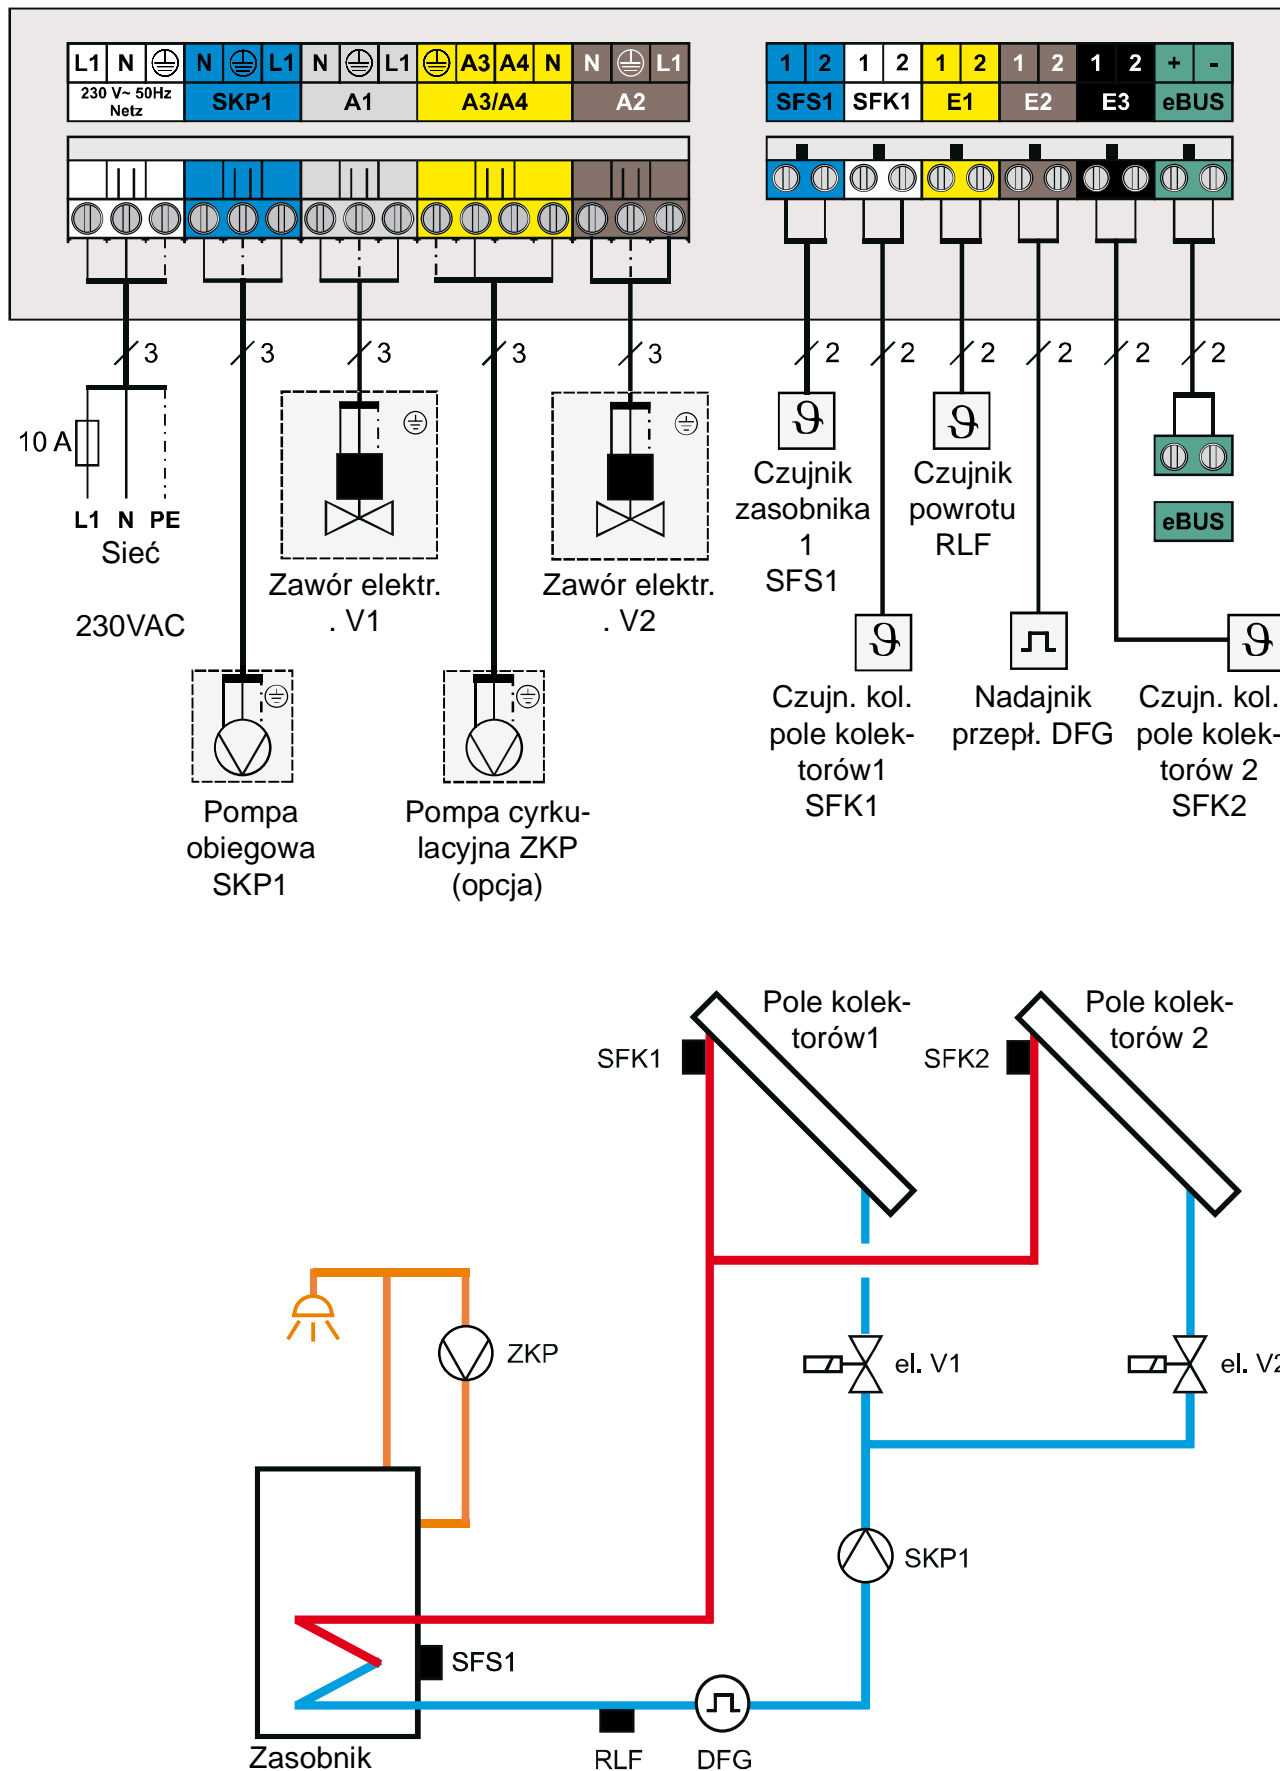 L1 N N L1 N L1 A3 A4 N N L1 1 2 1 2 1 2 1 2 1 2 + -
230 V~ 50Hz
Netz
SKP1 A1 A3/A4 A2 SFS1 SFK1 E1 E2 E3 eBUS
3 3 3 3 3 2 2 2 2 2 2
10 A
L1 N PE
Sieć
230VAC
Zawór elektr.
. V1
Zawór elektr.
. V2
Czujnik
zasobnika
1
SFS1
Czujnik
powrotu
RLF
eBUS
Pompa
obiegowa
SKP1
Pompa cyrku-
lacyjna ZKP
(opcja)
Czujn. kol.
pole kolek-
torów1
SFK1
Nadajnik
przepł. DFG
Czujn. kol.
pole kolek-
torów 2
SFK2
Pole kolek-
torów1
Pole kolek-
torów 2
SFK1
SFK2
ZKP
el. V1
el. V2
SKP1
SFS1
Zasobnik
RLF
DFG